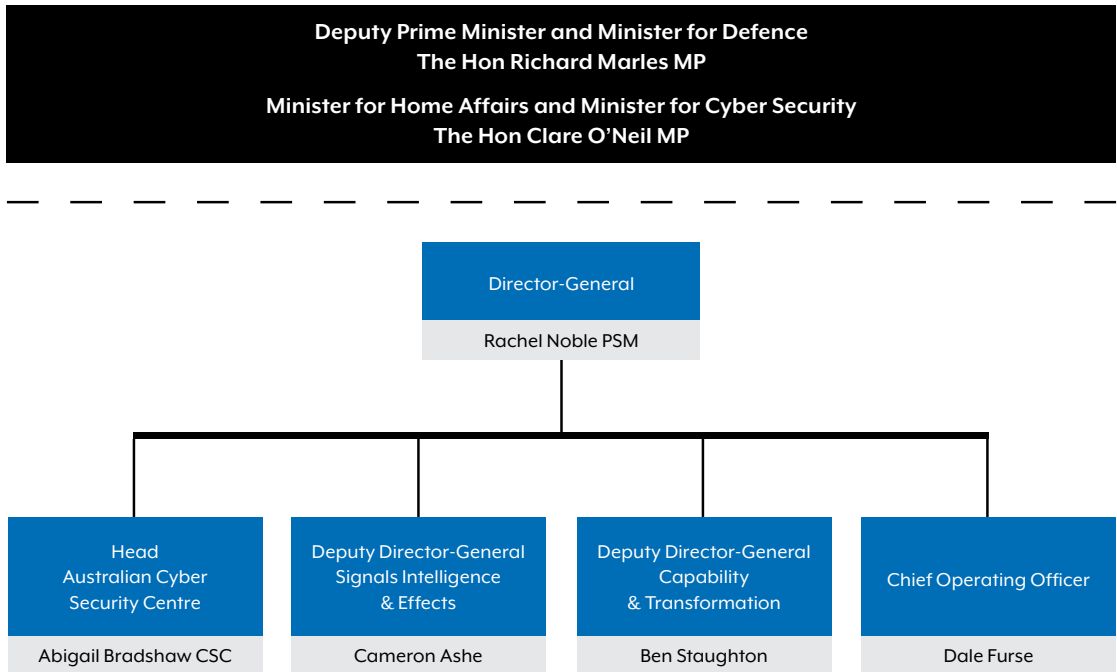 Deputy Prime Minister and Minister for Defence
The Hon Richard Marles MP
Minister for Home Affairs and Minister for Cyber Security
The Hon Clare O’Neil MP
Director-General
Rachel Noble PSM
Head
Australian Cyber
Security Centre
Abigail Bradshaw CSC
Deputy Director-General
Signals Intelligence
& Effects
Cameron Ashe
Deputy Director-General
Capability
& Transformation
Ben Staughton
Chief Operating Officer
Dale Furse